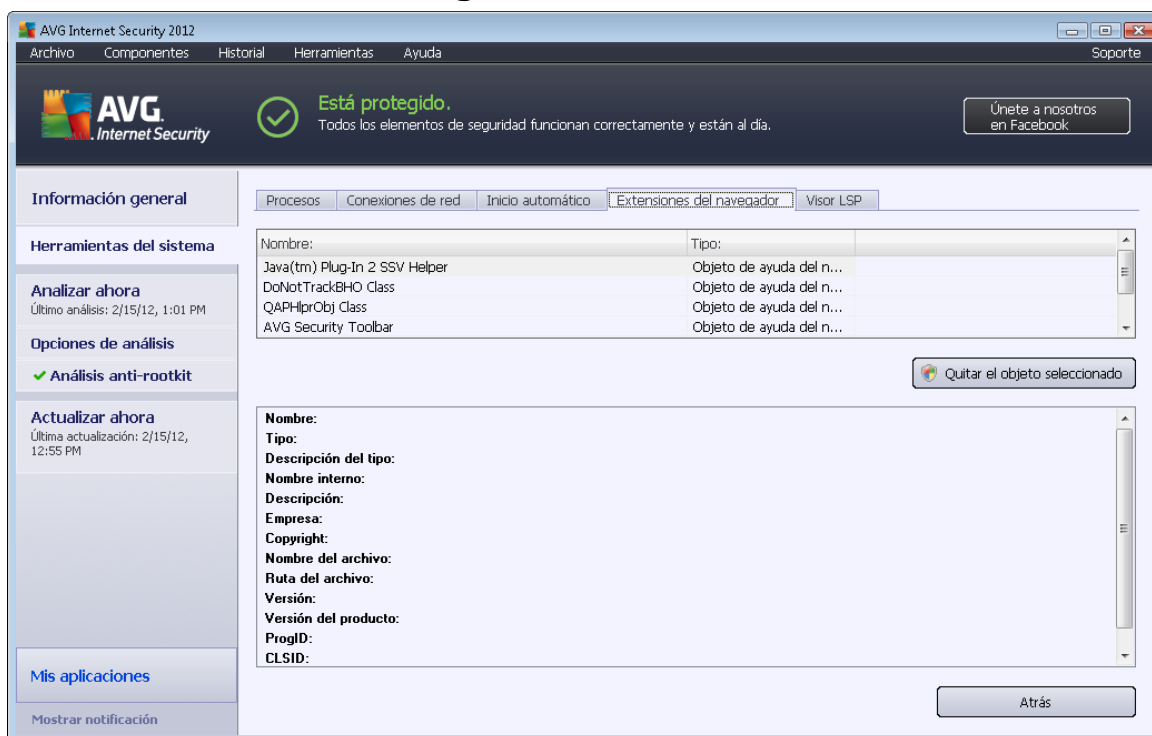 AVG Internet Security 2012
Archivo Componentes Historial Herramientas Ayuda Soporte
AVG.
Internet Security
Está protegido.
Todos los elementos de seguridad funcionan correctamente y están al día.
Únete a nosotros
en Facebook
Información general
Herramientas del sistema
Analizar ahora
Último análisis: 2/15/12, 1:01 PM
Opciones de análisis
Análisis anti-rootkit
Actualizar ahora
Última actualización: 2/15/12,
12:55 PM
Mis aplicaciones
Mostrar notificación
Procesos Conexiones de red Inicio automático Extensiones del navegador Visor LSP
Nombre: Tipo:
Java(tm) Plug-In 2 SSV Helper Objeto de ayuda del n...
DoNotTrackBHO Class Objeto de ayuda del n...
QAPHlprObj Class Objeto de ayuda del n...
AVG Security Toolbar Objeto de ayuda del n...
Quitar el objeto seleccionado
Nombre:
Tipo:
Descripción del tipo:
Nombre interno:
Descripción:
Empresa:
Copyright:
Nombre del archivo:
Ruta del archivo:
Versión:
Versión del producto:
ProgID:
CLSID:
Atrás